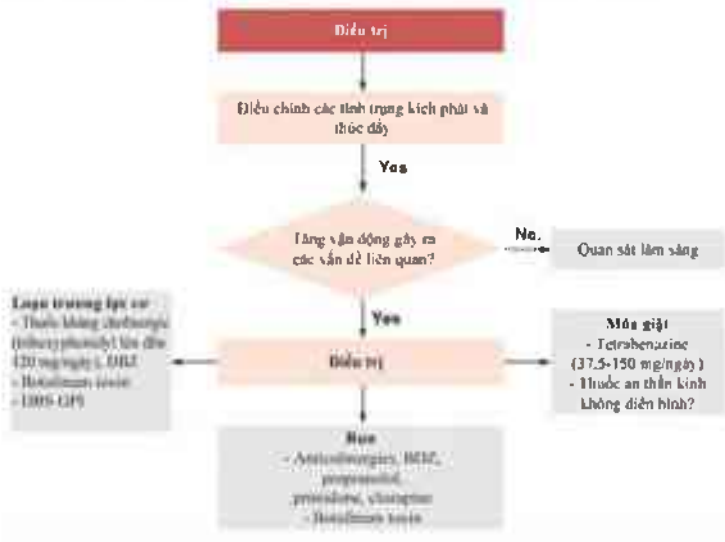 Điều trị
Điều chỉnh các tình trạng kích phát và
thúc đẩy
Yes
Tăng vận động gây ra
các vấn đề liên quan?
No.
Quan sát lâm sàng
Yes
Loạn trương lực cơ
- Thuốc kháng cholinergic
(trihexyphenidyl lên đến
120 mg/ngày), BDZ
- Botulinum toxin
- DBS-GPi
Điều trị
Múa giật
- Tetrabenazine
(37.5-150 mg/ngày)
- Thuốc an thần kinh
không điển hình?
Run
- Anticolinergics, BDZ,
propranolol,
primidone, clozapine
- Botulinum toxin